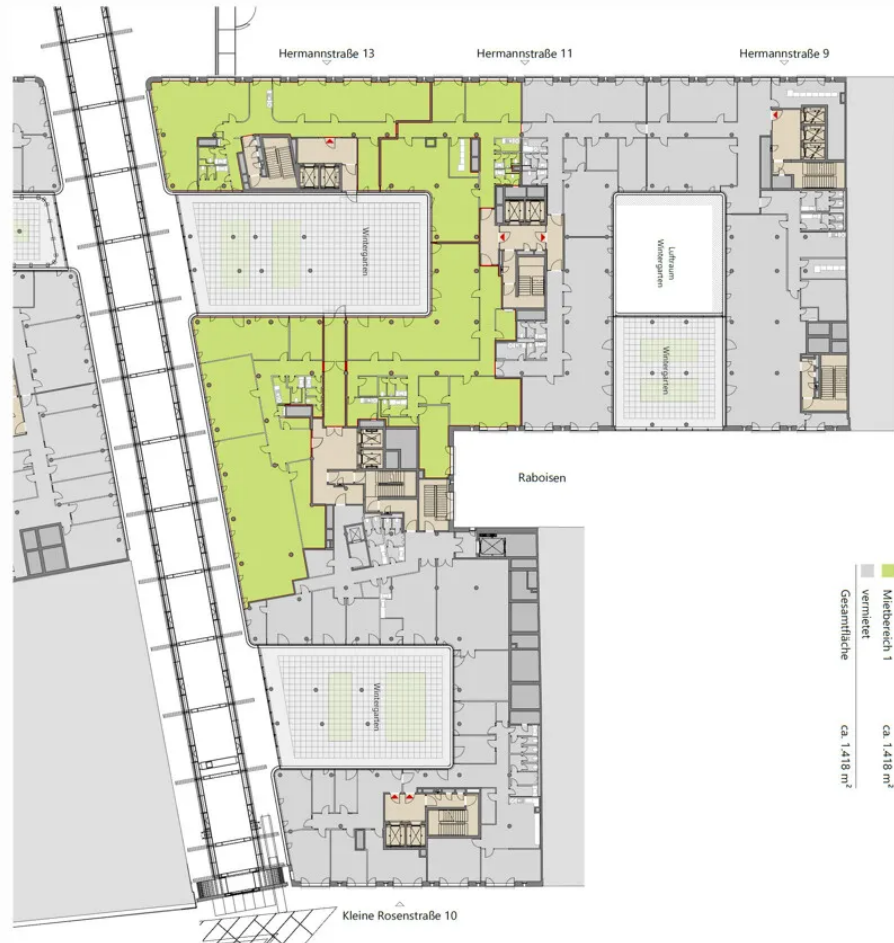 Hermannstraße 13
Hermannstraße 11
Hermannstraße 9
Wintergarten
Luftraum
Wintergarten
Wintergarten
Raboisen
Mietbereich 1 ca. 1.418 m²
vermietet
Gesamtfläche ca. 1.418 m²
Wintergarten
Kleine Rosenstraße 10